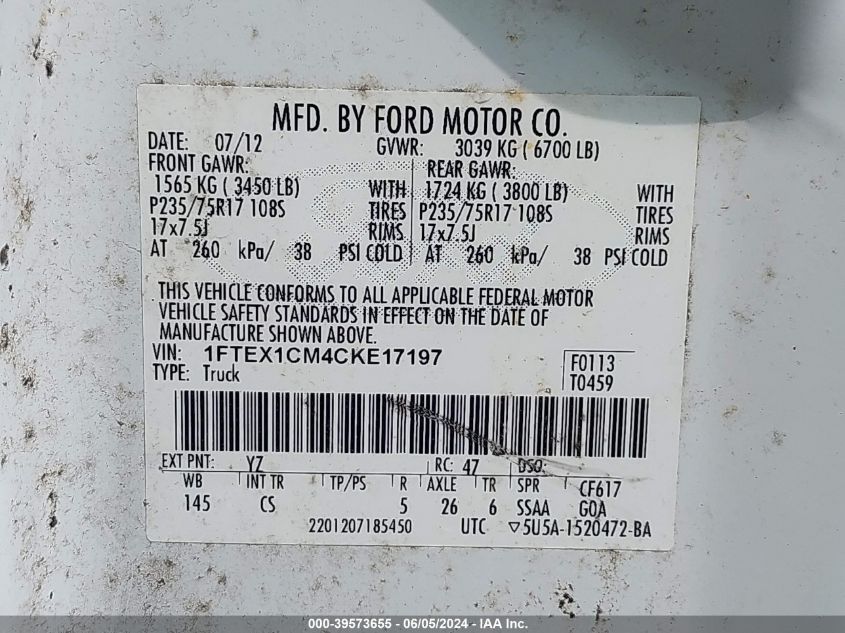 MFD. BY FORD MOTOR CO.
DATE: 07/12 GVWR: 3039 KG ( 6700 LB)
FRONT GAWR: REAR GAWR:
1565 KG ( 3450 LB) WITH 1724 KG ( 3800 LB) WITH
P235/75R17 108S TIRES P235/75R17 108S TIRES
17x7.5J RIMS 17x7.5J RIMS
AT 260 kPa/ 38 PSI COLD AT 260 kPa/ 38 PSI COLD
THIS VEHICLE CONFORMS TO ALL APPLICABLE FEDERAL MOTOR
VEHICLE SAFETY STANDARDS IN EFFECT ON THE DATE OF
MANUFACTURE SHOWN ABOVE.
VIN: 1FTEX1CM4CKE17197 F0113
TYPE: Truck T0459
EXT PNT: YZ RC: 47 DSO:
WB INT TR TP/PS R AXLE TR SPR CF617
145 CS 5 26 6 SSAA GOA
2201207185450 UTC ▽5U5A-1520472-BA
000-39573655 - 06/05/2024 - IAA Inc.